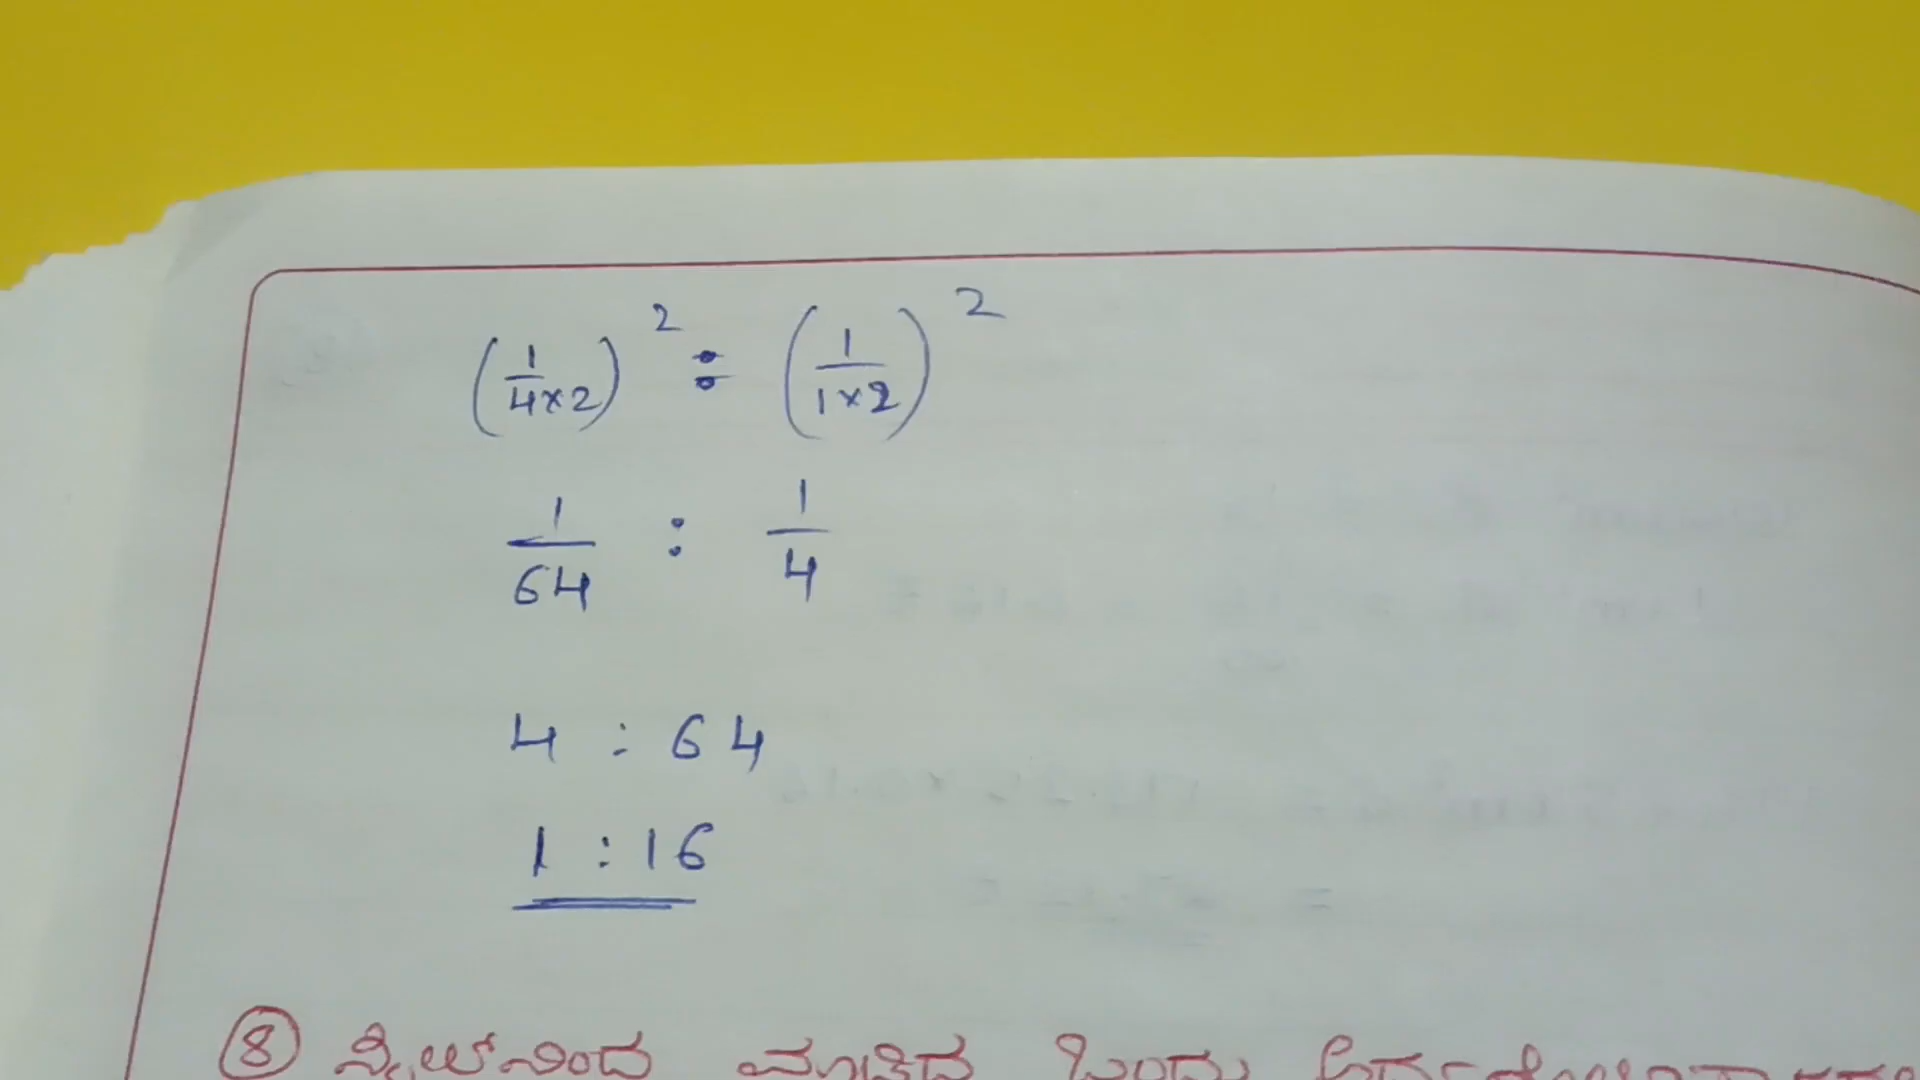 (1/4×2)² : (1/1×2)²
1/64 : 1/4
4 : 64
1 : 16
⑧ ಸ್ಟೀಲ್‌ನಿಂದ ಮಾಡಿದ ಒಂದು